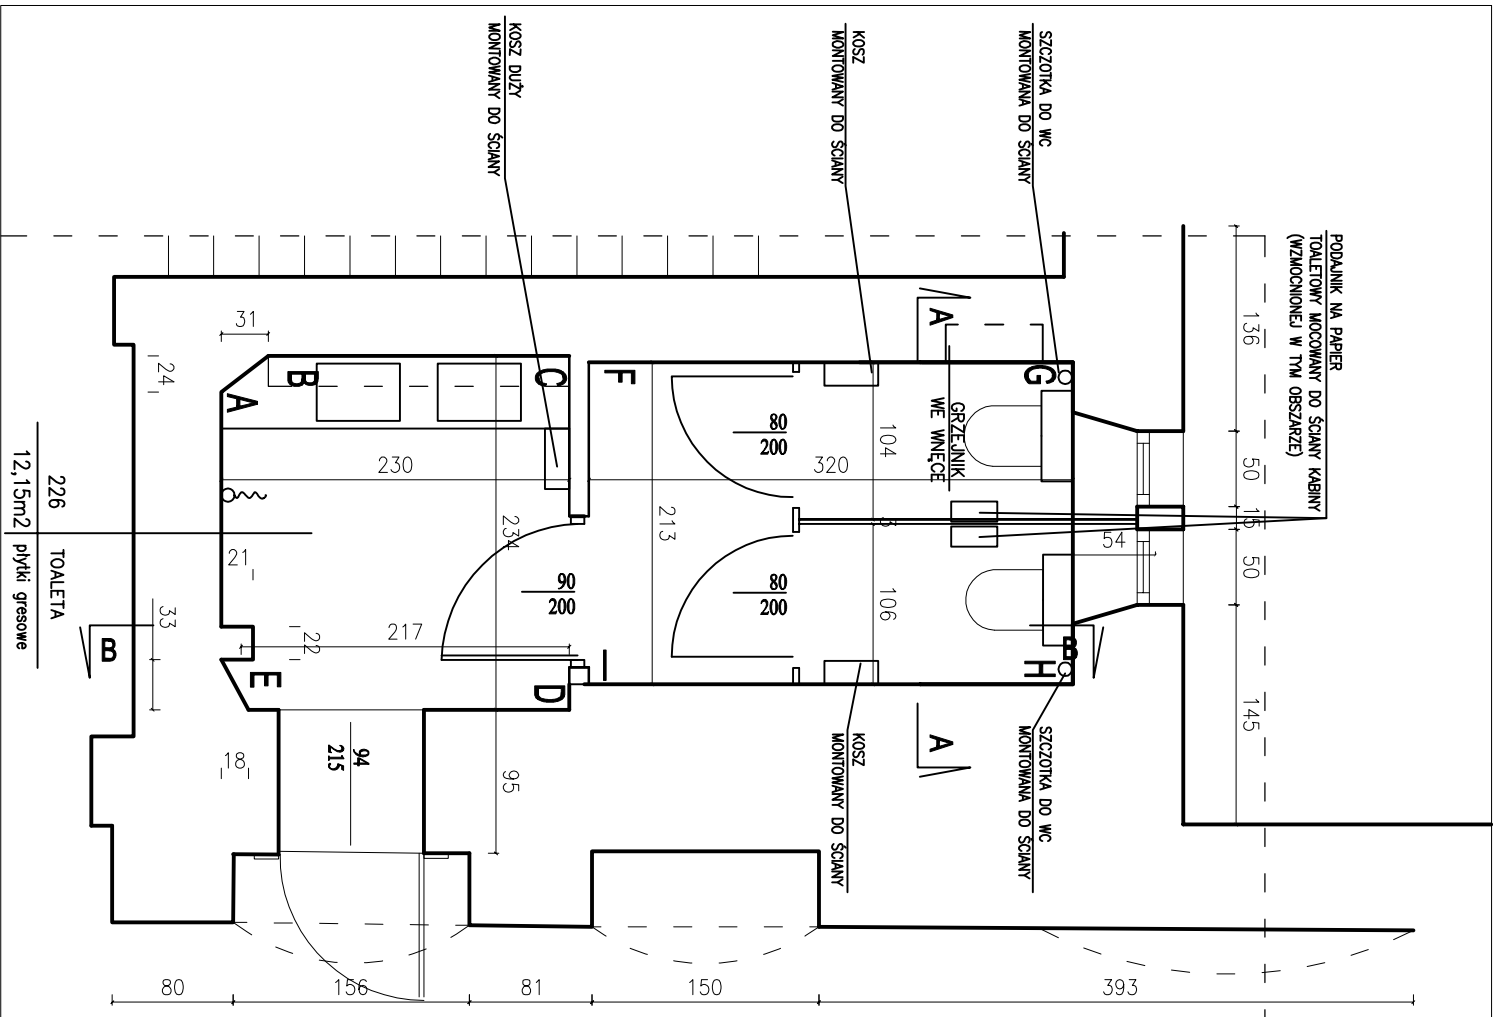 KOSZ DUŻY
MONTOWANY DO ŚCIANY
KOSZ
MONTOWANY DO ŚCIANY
SZCZOTKA DO WC
MONTOWANA DO ŚCIANY
PODAJNIK NA PAPIER
TOALETOWY MOCOWANY DO ŚCIANY KABINY
(WZMOCNIONEJ W TYM OBSZARZE)
136
50
15
50
145
54
31
24
A
B
C
F
G
A
GRZEJNIK
WE WNĘCE
80
200
104
320
230
234
213
3
21
90
200
80
200
106
33
22
217
B
B
H
I
D
E
226 TOALETA
12,15m2 płytki gresowe
18
94
215
95
A
KOSZ
MONTOWANY DO ŚCIANY
SZCZOTKA DO WC
MONTOWANA DO ŚCIANY
80
156
81
150
393